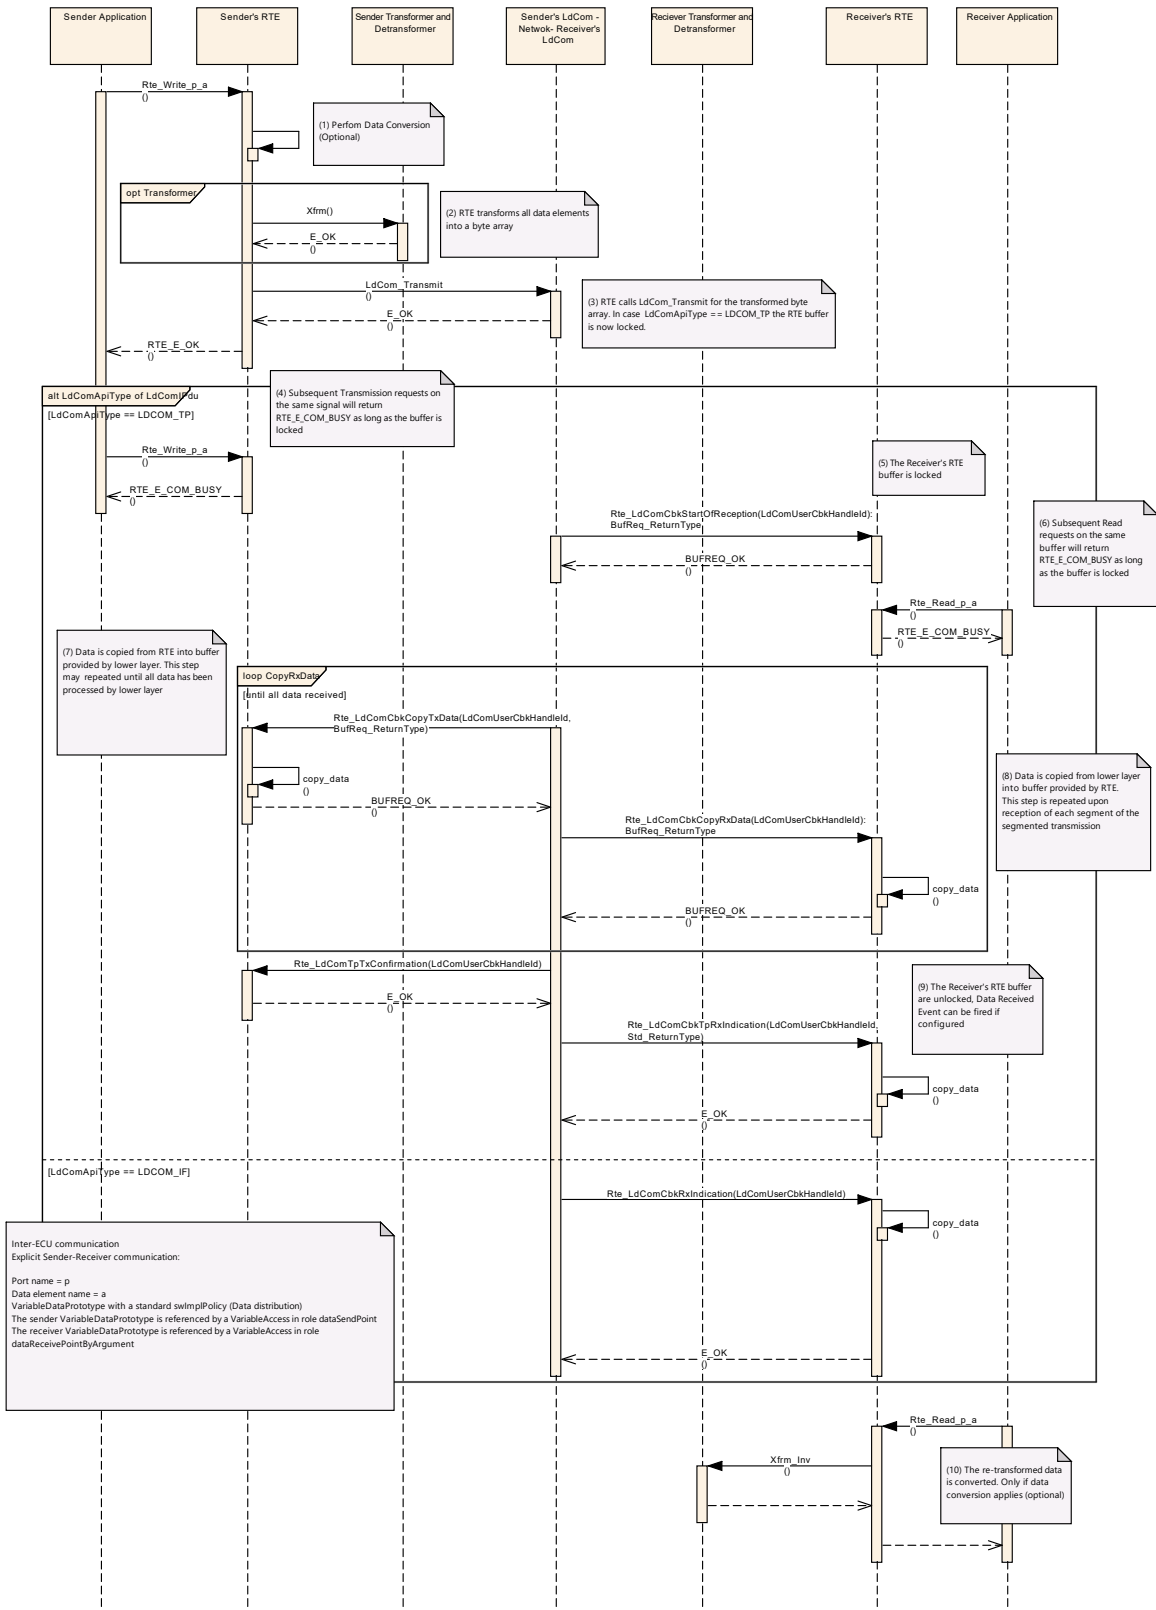 Sender Application
Sender's RTE
Sender Transformer and
Detransformer
Sender's LdCom -
Netwok- Receiver's
LdCom
Reciever Transformer and
Detransformer
Receiver's RTE
Receiver Application
Rte_Write_p_a
()
(1) Perfom Data Conversion
(Optional)
opt Transformer
Xfrm()
E_OK
()
(2) RTE transforms all data elements
into a byte array
LdCom_Transmit
()
E_OK
()
(3) RTE calls LdCom_Transmit for the transformed byte
array. In case LdComApiType == LDCOM_TP the RTE buffer
is now locked.
RTE_E_OK
()
alt LdComApiType of LdComIPdu
[LdComApiType == LDCOM_TP]
(4) Subsequent Transmission requests on
the same signal will return
RTE_E_COM_BUSY as long as the buffer is
locked
Rte_Write_p_a
()
RTE_E_COM_BUSY
()
(5) The Receiver's RTE
buffer is locked
Rte_LdComCbkStartOfReception(LdComUserCbkHandleId):
BufReq_ReturnType
BUFREQ_OK
()
(6) Subsequent Read
requests on the same
buffer will return
RTE_E_COM_BUSY as long
as the buffer is locked
Rte_Read_p_a
()
RTE_E_COM_BUSY
()
(7) Data is copied from RTE into buffer
provided by lower layer. This step
may repeated until all data has been
processed by lower layer
loop CopyRxData
[until all data received]
Rte_LdComCbkCopyTxData(LdComUserCbkHandleId,
BufReq_ReturnType)
copy_data
()
BUFREQ_OK
()
(8) Data is copied from lower layer
into buffer provided by RTE.
This step is repeated upon
reception of each segment of the
segmented transmission
Rte_LdComCbkCopyRxData(LdComUserCbkHandleId):
BufReq_ReturnType
copy_data
()
BUFREQ_OK
()
Rte_LdComTpTxConfirmation(LdComUserCbkHandleId)
E_OK
()
(9) The Receiver's RTE buffer
are unlocked, Data Received
Event can be fired if
configured
Rte_LdComCbkTpRxIndication(LdComUserCbkHandleId,
Std_ReturnType)
copy_data
()
E_OK
()
[LdComApiType == LDCOM_IF]
Rte_LdComCbkRxIndication(LdComUserCbkHandleId)
copy_data
()
Inter-ECU communication
Explicit Sender-Receiver communication:
Port name = p
Data element name = a
VariableDataPrototype with a standard swImplPolicy (Data distribution)
The sender VariableDataPrototype is referenced by a VariableAccess in role dataSendPoint
The receiver VariableDataPrototype is referenced by a VariableAccess in role
dataReceivePointByArgument
E_OK
()
Rte_Read_p_a
()
Xfrm_Inv
()
(10) The re-transformed data
is converted. Only if data
conversion applies (optional)